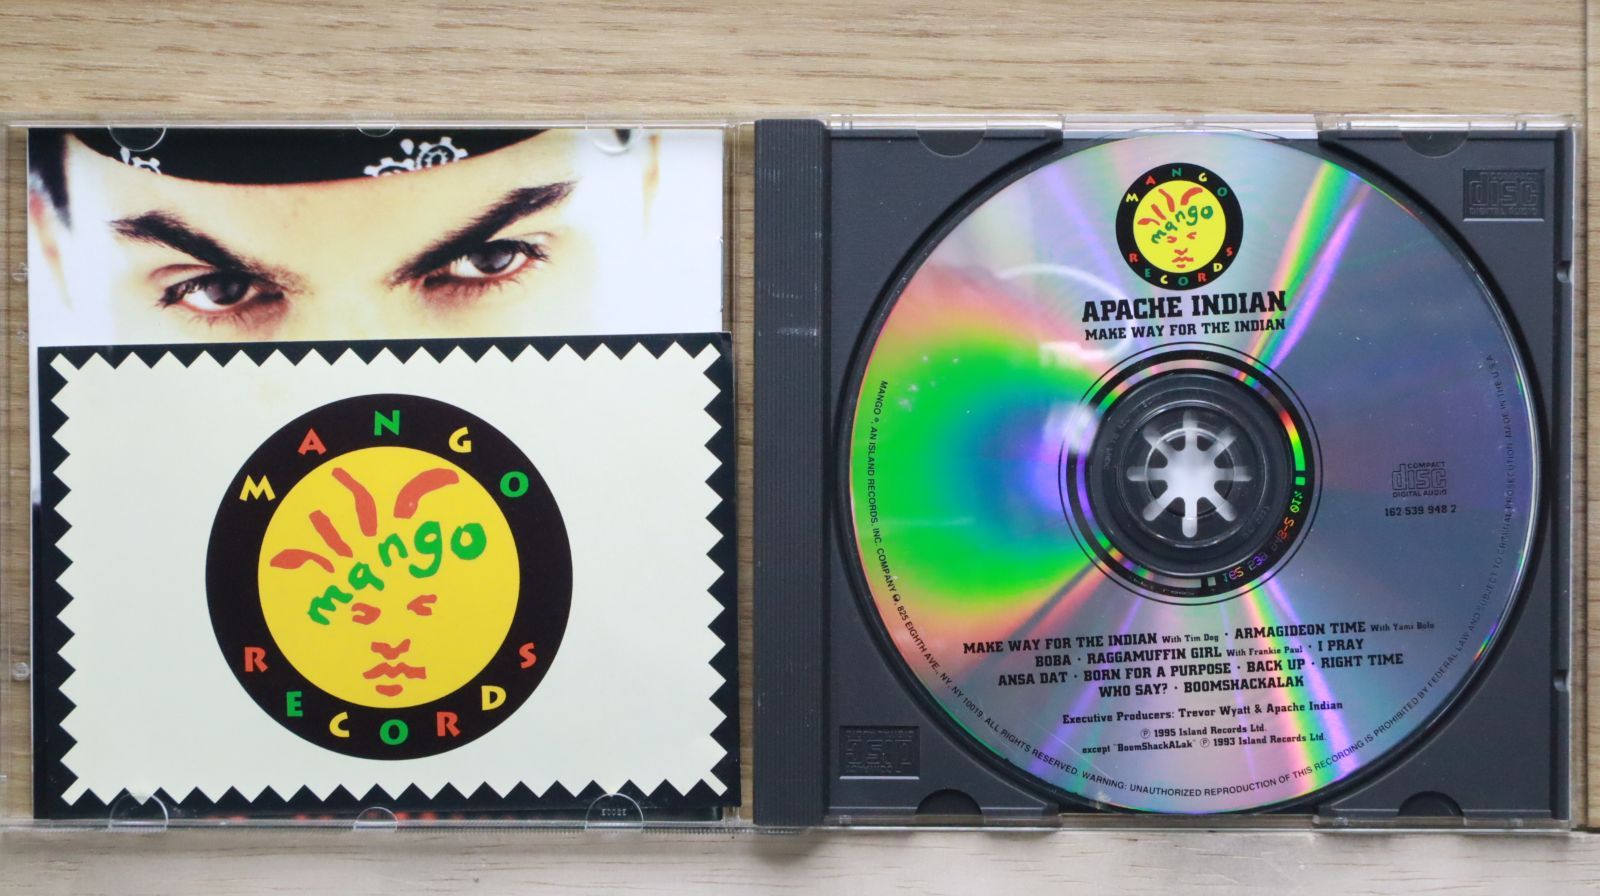 MANGO
mango
RECORDS
MANGO
mango
RECORDS
APACHE INDIAN
MAKE WAY FOR THE INDIAN
COMPACT
disc
DIGITAL AUDIO
162-539 948 2
MAKE WAY FOR THE INDIAN With Tim Dog · ARMAGIDEON TIME With Yami Bolo
BOBA · RAGGAMUFFIN GIRL With Frankie Paul · I PRAY
ANSA DAT · BORN FOR A PURPOSE · BACK UP · RIGHT TIME
WHO SAY? · BOOMSHACKALAK
Executive Producers: Trevor Wyatt & Apache Indian
℗ 1995 Island Records Ltd.
except "BoomShackALak" ℗ 1993 Island Records Ltd.
MANGO ®, AN ISLAND RECORDS, INC. COMPANY, 825 EIGHTH AVE., NY, NY 10019. ALL RIGHTS RESERVED. WARNING: UNAUTHORIZED REPRODUCTION OF THIS RECORDING IS PROHIBITED BY FEDERAL LAW AND SUBJECT TO CRIMINAL PROSECUTION. MADE IN THE U.S.A.
COMPACT
disc
DIGITAL AUDIO